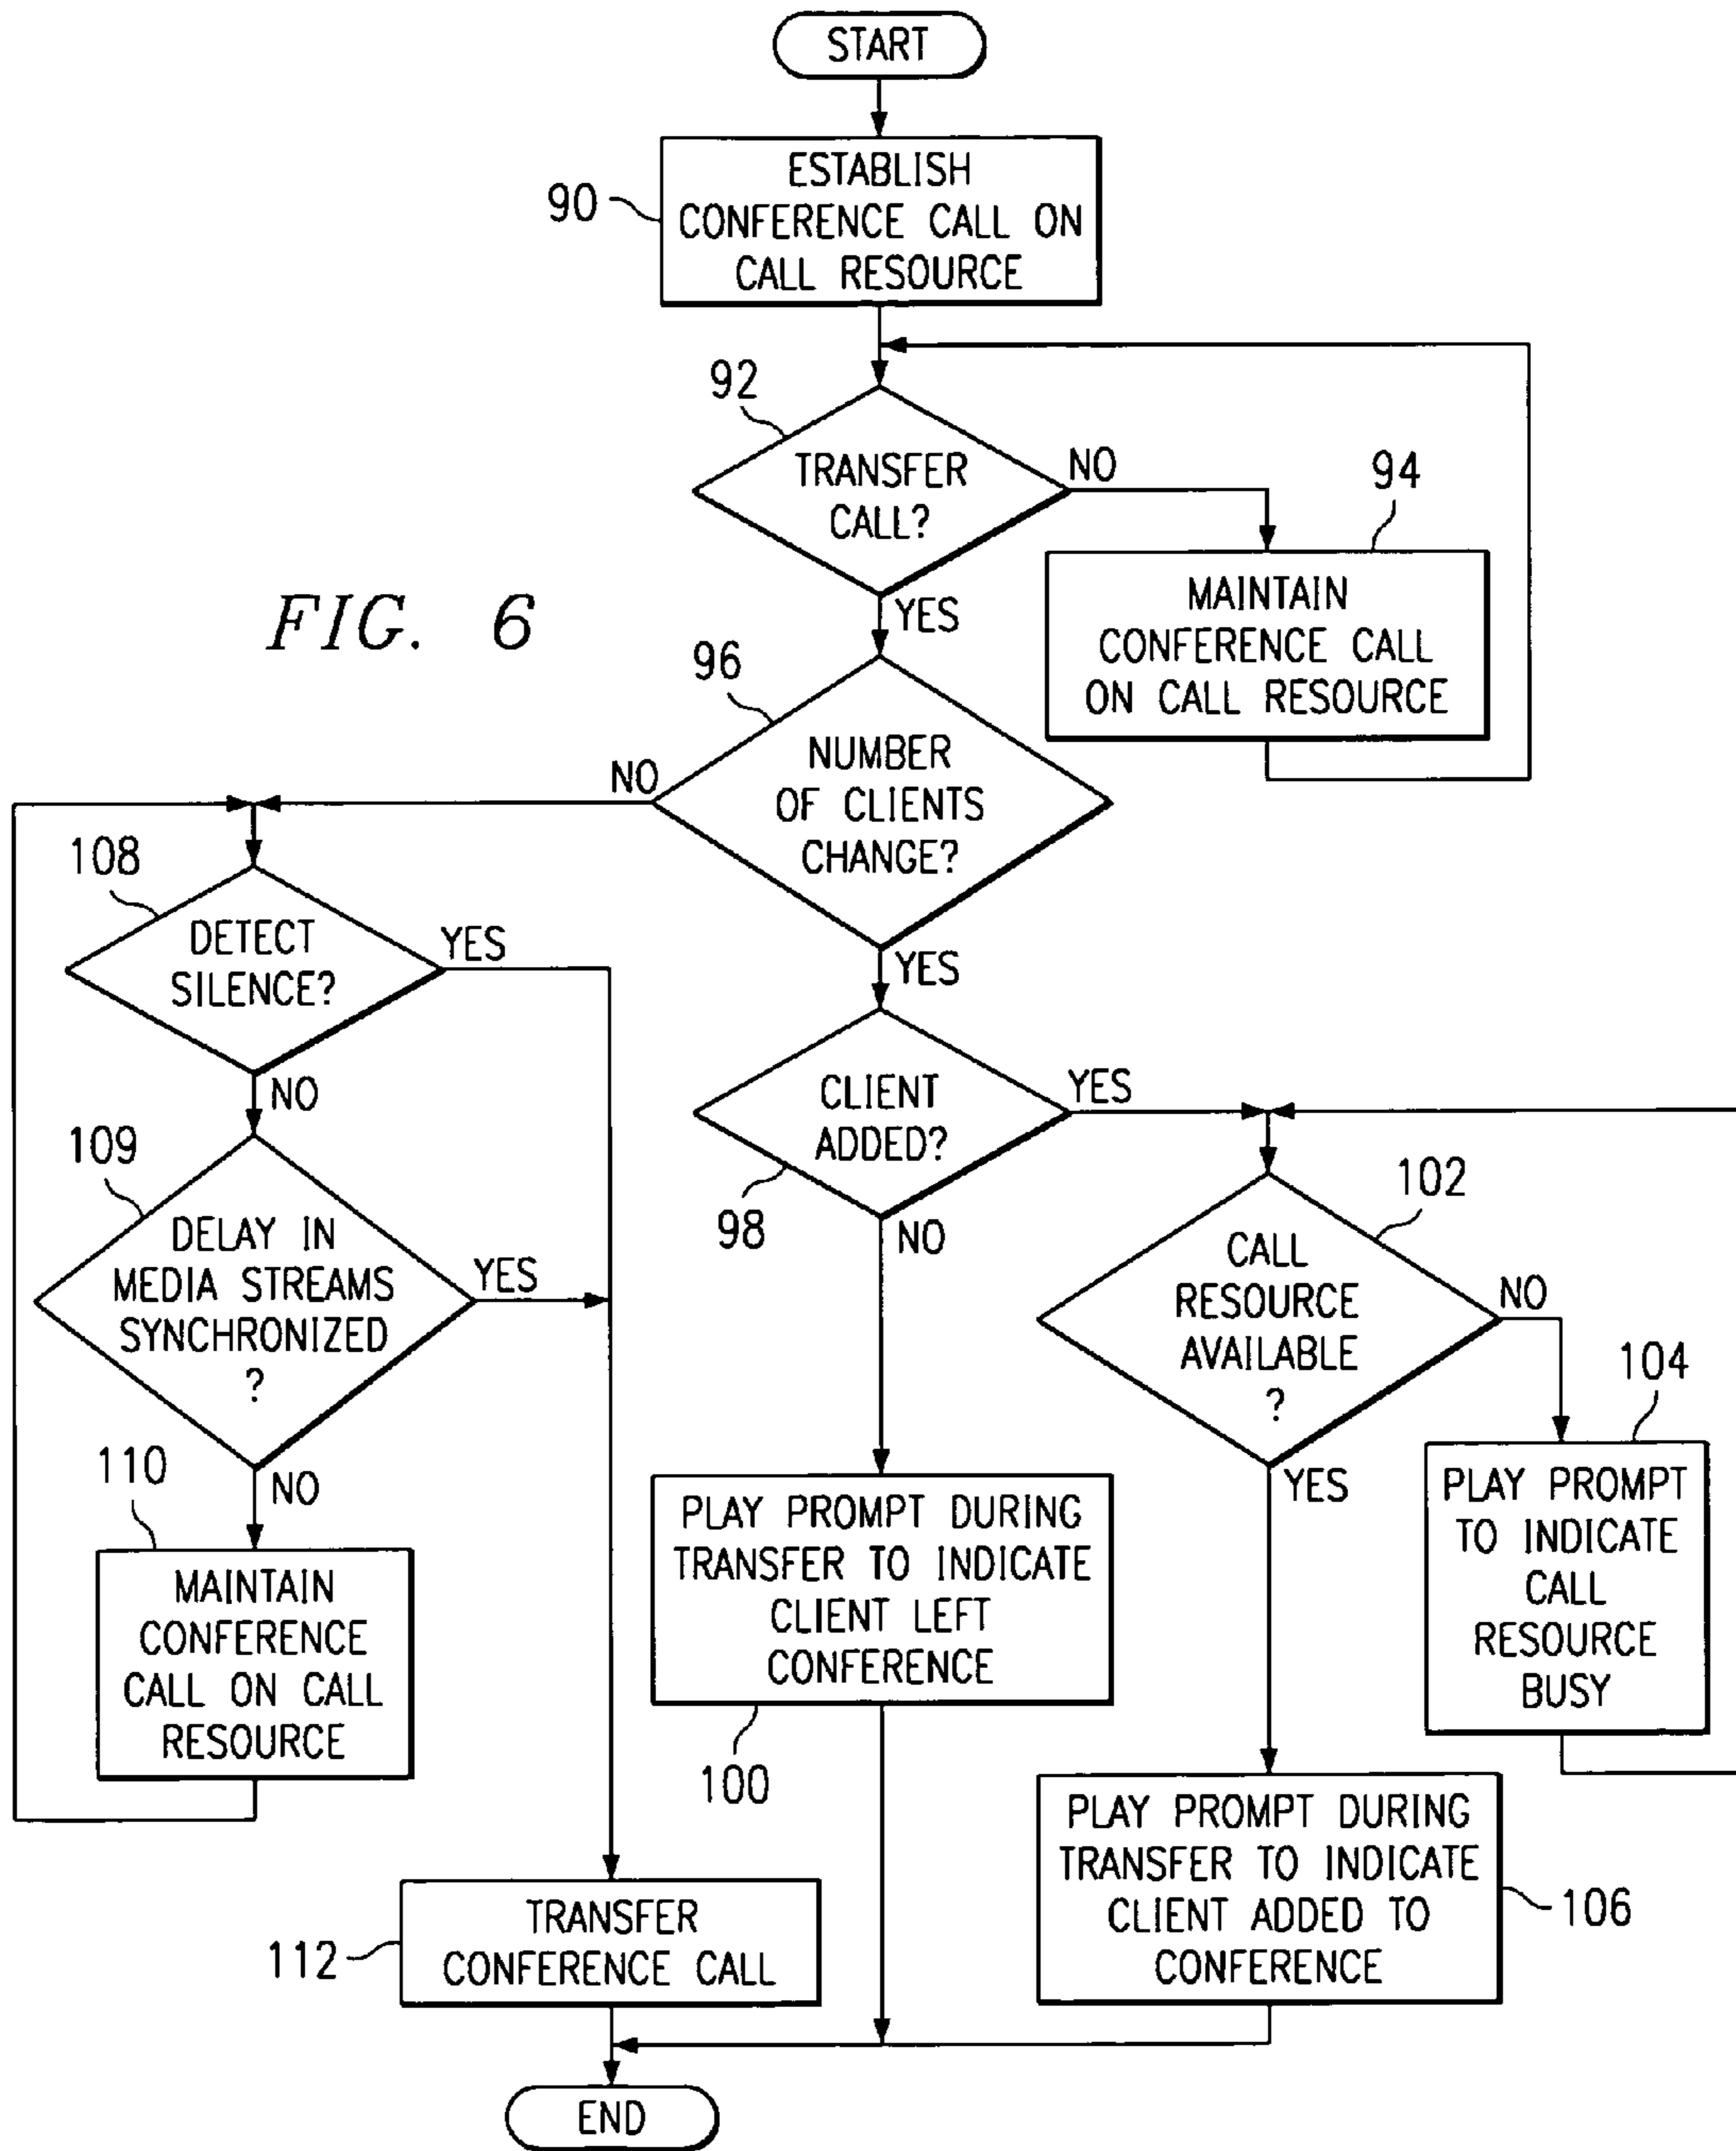 START
90
ESTABLISH
CONFERENCE CALL ON
CALL RESOURCE
92
TRANSFER
CALL?
NO
YES
94
MAINTAIN
CONFERENCE CALL
ON CALL RESOURCE
FIG. 6
96
NUMBER
OF CLIENTS
CHANGE?
NO
YES
108
DETECT
SILENCE?
YES
NO
98
CLIENT
ADDED?
YES
NO
109
DELAY IN
MEDIA STREAMS
SYNCHRONIZED
?
YES
NO
102
CALL
RESOURCE
AVAILABLE
?
NO
YES
104
PLAY PROMPT
TO INDICATE
CALL
RESOURCE
BUSY
110
MAINTAIN
CONFERENCE
CALL ON CALL
RESOURCE
PLAY PROMPT DURING
TRANSFER TO INDICATE
CLIENT LEFT
CONFERENCE
100
PLAY PROMPT DURING
TRANSFER TO INDICATE
CLIENT ADDED TO
CONFERENCE
106
112
TRANSFER
CONFERENCE CALL
END